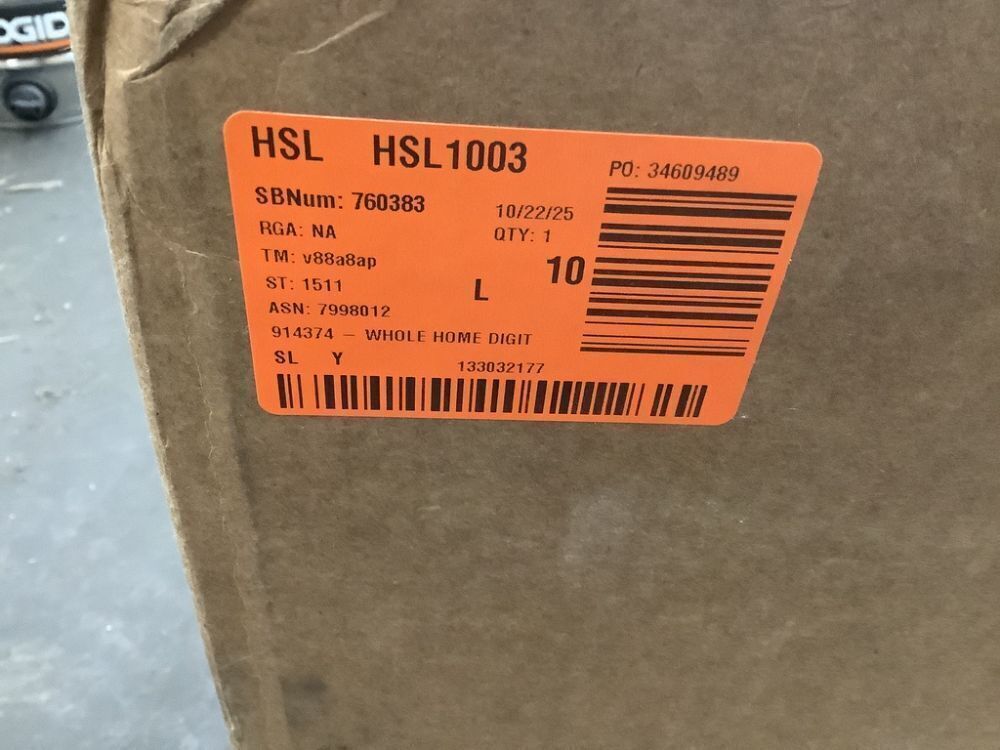 HSL HSL1003
PO: 34609489
SBNum: 760383
10/22/25
RGA: NA
QTY: 1
TM: v88a8ap
10
ST: 1511
L
ASN: 7998012
914374 – WHOLE HOME DIGIT
SL Y
133032177